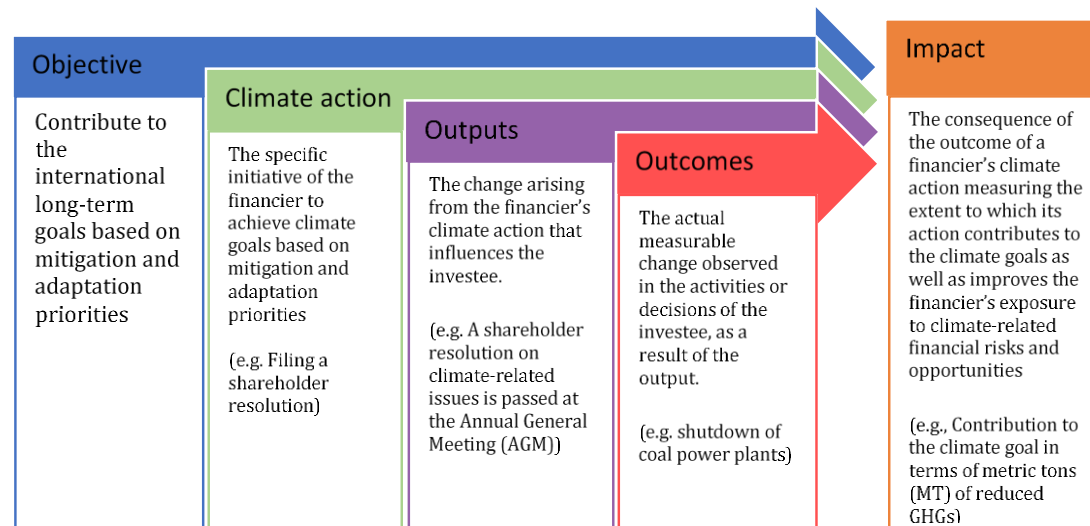 Objective
Contribute to
the
international
long-term
goals based on
mitigation and
adaptation
priorities
Climate action
The specific
initiative of the
financier to
achieve climate
goals based on
mitigation and
adaptation
priorities
(e.g. Filing a
shareholder
resolution)
Outputs
The change arising
from the financier’s
climate action that
influences the
investee.
(e.g. A shareholder
resolution on
climate-related
issues is passed at
the Annual General
Meeting (AGM))
Outcomes
The actual
measurable
change observed
in the activities or
decisions of the
investee, as a
result of the
output.
(e.g. shutdown of
coal power plants)
Impact
The consequence of
the outcome of a
financier’s climate
action measuring the
extent to which its
action contributes to
the climate goals as
well as improves the
financier’s exposure
to climate-related
financial risks and
opportunities
(e.g., Contribution to
the climate goal in
terms of metric tons
(MT) of reduced
GHGs)